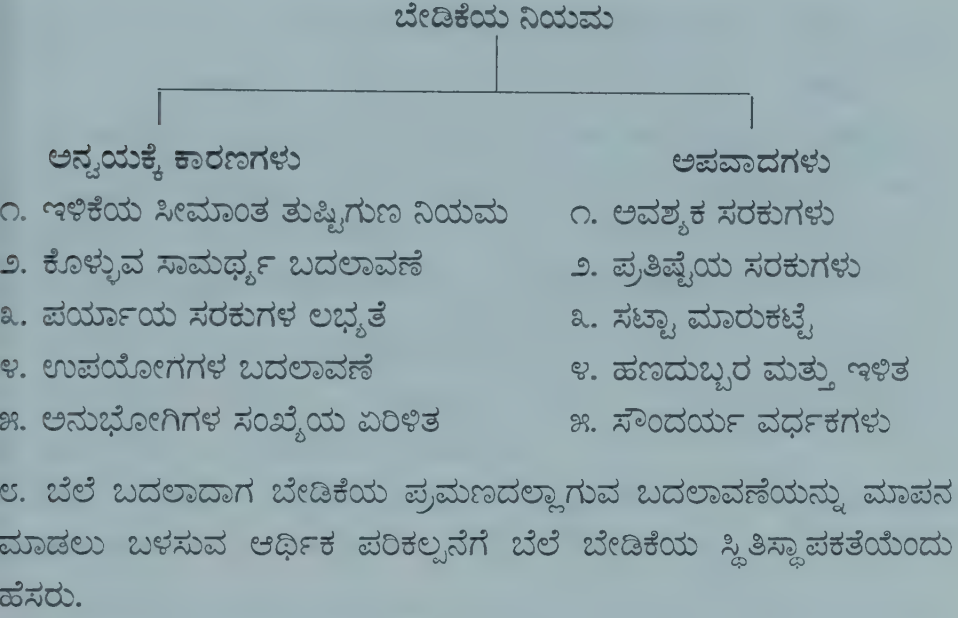 ಬೇಡಿಕೆಯ ನಿಯಮ
ಅನ್ವಯಕ್ಕೆ ಕಾರಣಗಳು
೧. ಇಳಿಕೆಯ ಸೀಮಾಂತ ತುಷ್ಟಿಗುಣ ನಿಯಮ
೨. ಕೊಳ್ಳುವ ಸಾಮರ್ಥ್ಯ ಬದಲಾವಣೆ
೩. ಪರ್ಯಾಯ ಸರಕುಗಳ ಲಭ್ಯತೆ
೪. ಉಪಯೋಗಗಳ ಬದಲಾವಣೆ
೫. ಅನುಭೋಗಿಗಳ ಸಂಖ್ಯೆಯ ಏರಿಳಿತ
ಅಪವಾದಗಳು
೧. ಅವಶ್ಯಕ ಸರಕುಗಳು
೨. ಪ್ರತಿಷ್ಟೆಯ ಸರಕುಗಳು
೩. ಸಟ್ಟಾ ಮಾರುಕಟ್ಟೆ
೪. ಹಣದುಬ್ಬರ ಮತ್ತು ಇಳಿತ
೫. ಸೌಂದರ್ಯ ವರ್ಧಕಗಳು
೮. ಬೆಲೆ ಬದಲಾದಾಗ ಬೇಡಿಕೆಯ ಪ್ರಮಣದಲ್ಲಾಗುವ ಬದಲಾವಣೆಯನ್ನು ಮಾಪನ
ಮಾಡಲು ಬಳಸುವ ಆರ್ಥಿಕ ಪರಿಕಲ್ಪನೆಗೆ ಬೆಲೆ ಬೇಡಿಕೆಯ ಸ್ಥಿತಿಸ್ಥಾಪಕತೆಯೆಂದು
ಹೆಸರು.